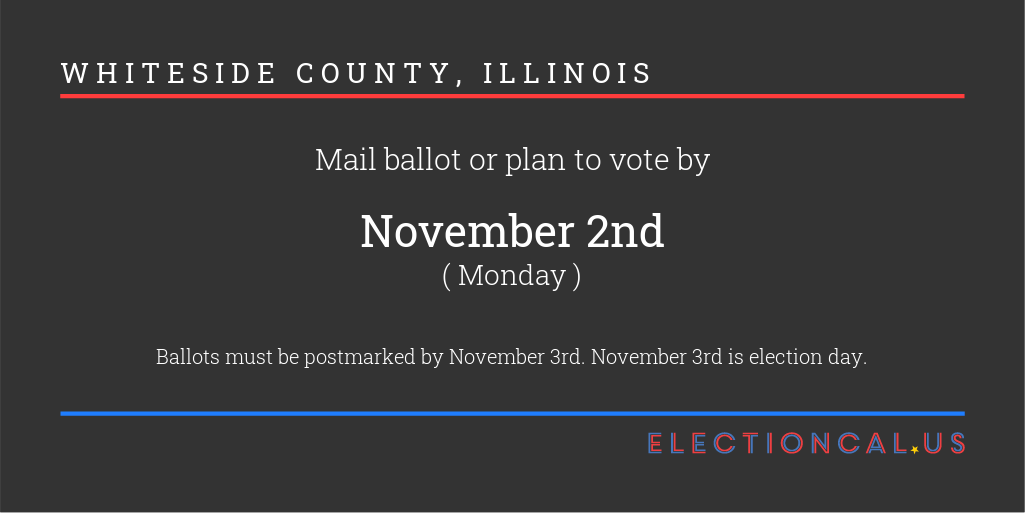 WHITESIDE COUNTY, ILLINOIS
Mail ballot or plan to vote by
November 2nd
( Monday )
Ballots must be postmarked by November 3rd. November 3rd is election day.
ELECTIONCAL.US